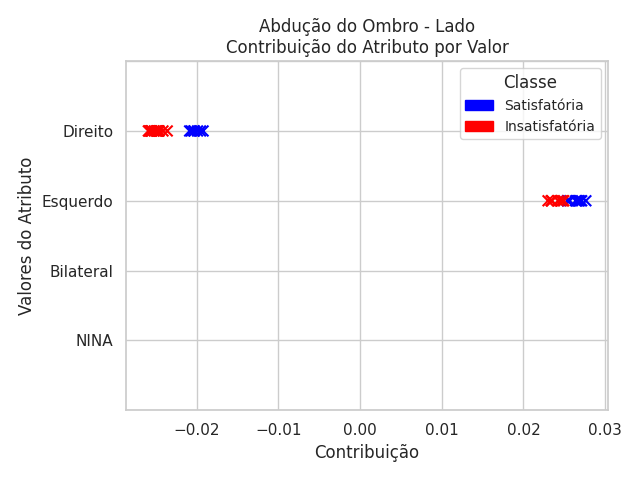 Abdução do Ombro - Lado
Contribuição do Atributo por Valor
Classe
Satisfatória
Insatisfatória
Valores do Atributo
Direito
Esquerdo
Bilateral
NINA
−0.02
−0.01
0.00
0.01
0.02
0.03
Contribuição